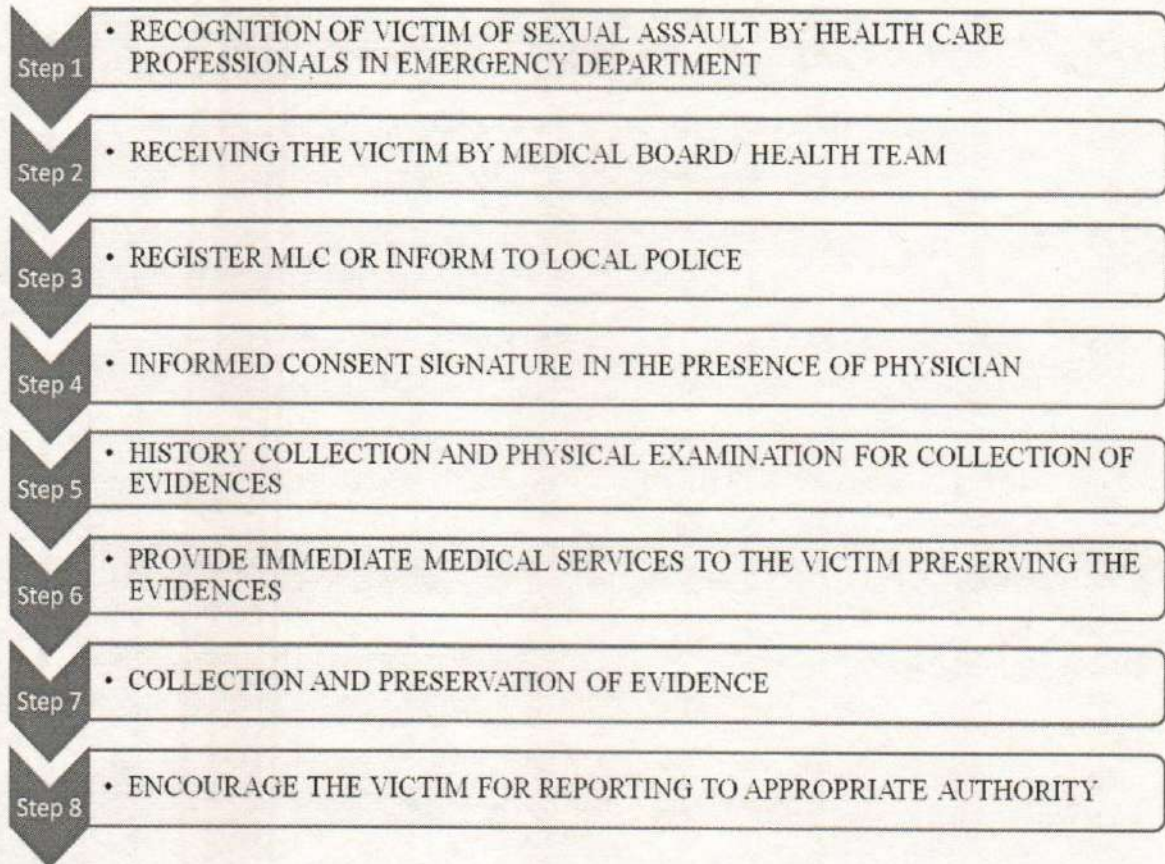 Step 1
• RECOGNITION OF VICTIM OF SEXUAL ASSAULT BY HEALTH CARE
PROFESSIONALS IN EMERGENCY DEPARTMENT
Step 2
• RECEIVING THE VICTIM BY MEDICAL BOARD/ HEALTH TEAM
Step 3
• REGISTER MLC OR INFORM TO LOCAL POLICE
Step 4
• INFORMED CONSENT SIGNATURE IN THE PRESENCE OF PHYSICIAN
Step 5
• HISTORY COLLECTION AND PHYSICAL EXAMINATION FOR COLLECTION OF
EVIDENCES
Step 6
• PROVIDE IMMEDIATE MEDICAL SERVICES TO THE VICTIM PRESERVING THE
EVIDENCES
Step 7
• COLLECTION AND PRESERVATION OF EVIDENCE
Step 8
• ENCOURAGE THE VICTIM FOR REPORTING TO APPROPRIATE AUTHORITY